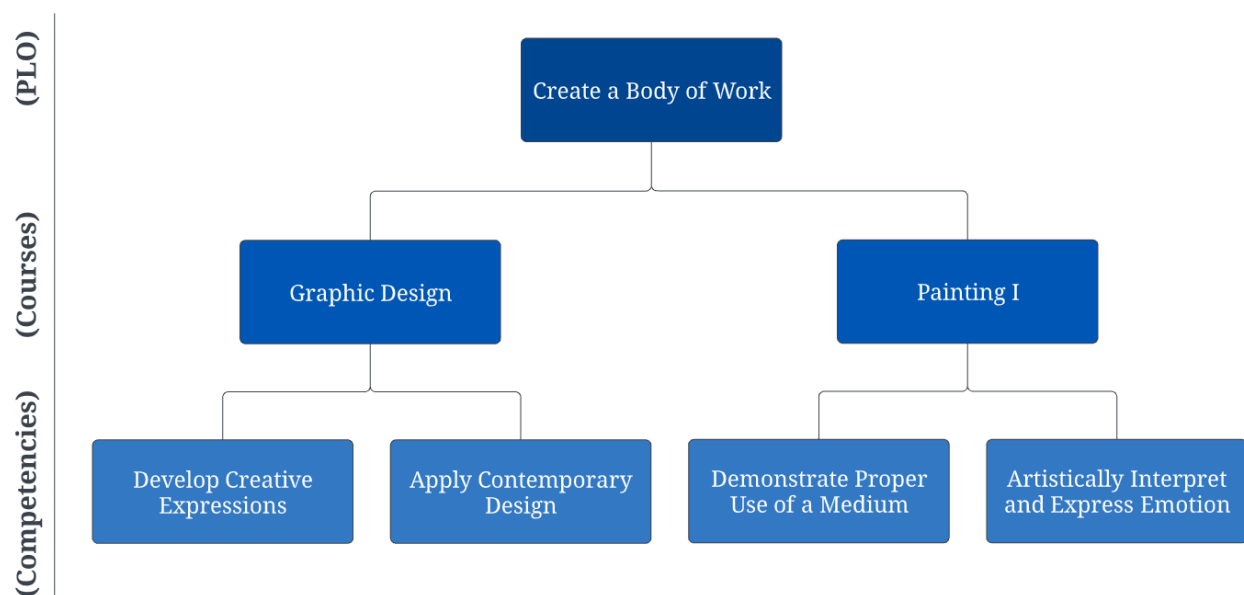 (PLO)
Create a Body of Work
(Courses)
Graphic Design
Painting I
(Competencies)
Develop Creative
Expressions
Apply Contemporary
Design
Demonstrate Proper
Use of a Medium
Artistically Interpret
and Express Emotion